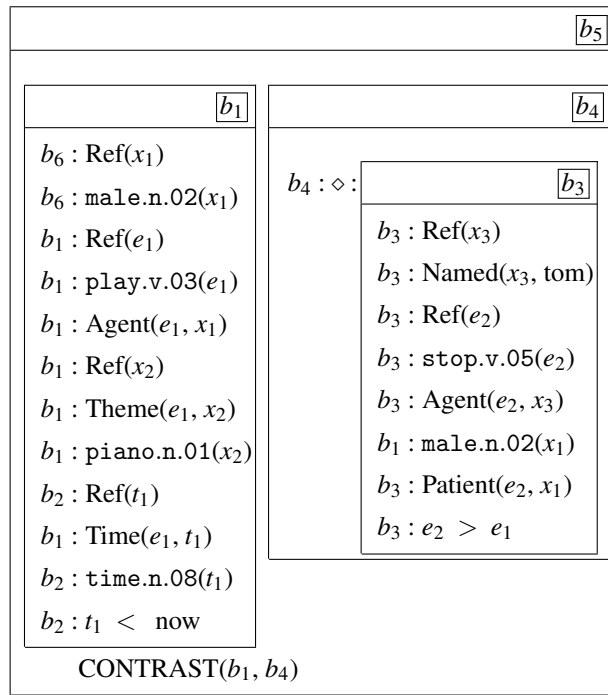 b₅
b₁
b₆ : Ref(x₁)
b₆ : male.n.02(x₁)
b₁ : Ref(e₁)
b₁ : play.v.03(e₁)
b₁ : Agent(e₁, x₁)
b₁ : Ref(x₂)
b₁ : Theme(e₁, x₂)
b₁ : piano.n.01(x₂)
b₂ : Ref(t₁)
b₁ : Time(e₁, t₁)
b₂ : time.n.08(t₁)
b₂ : t₁ < now
b₄
b₄ : ⋄ :
b₃
b₃ : Ref(x₃)
b₃ : Named(x₃, tom)
b₃ : Ref(e₂)
b₃ : stop.v.05(e₂)
b₃ : Agent(e₂, x₃)
b₁ : male.n.02(x₁)
b₃ : Patient(e₂, x₁)
b₃ : e₂ > e₁
CONTRAST(b₁, b₄)